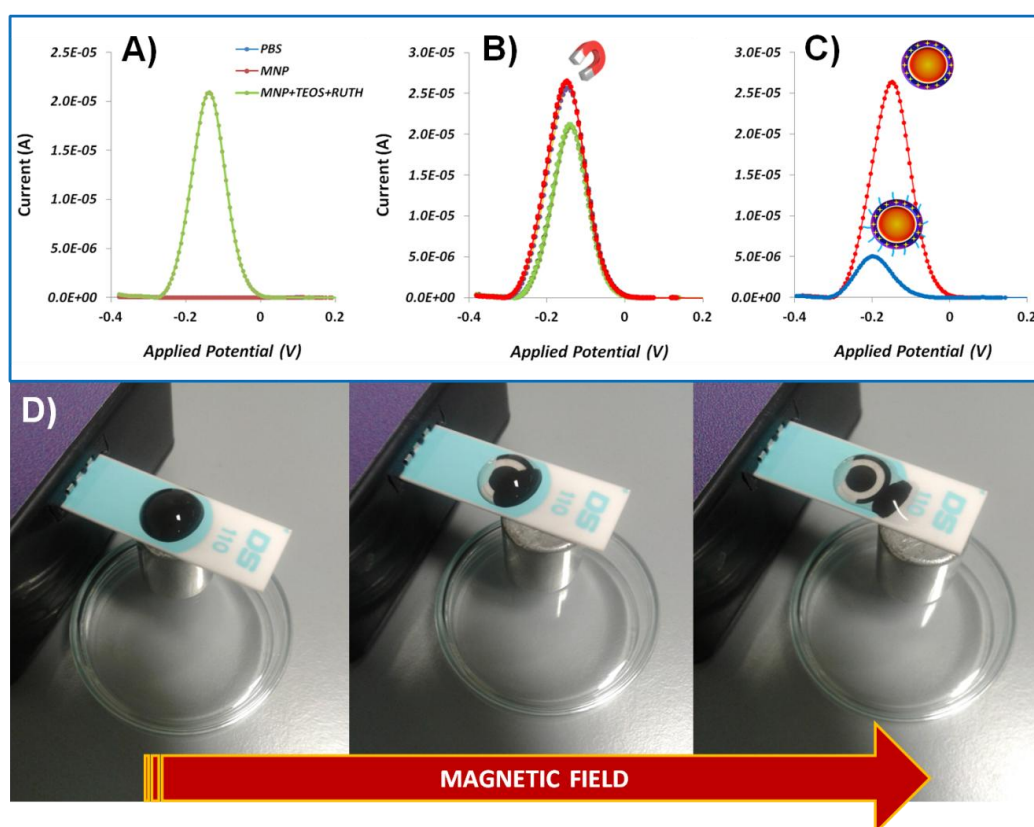 A)
2.5E-05
2.0E-05
1.5E-05
1.0E-05
5.0E-06
0.0E+00
-0.4
-0.2
0
0.2
Current (A)
Applied Potential (V)
PBS
MNP
MNP+TEOS+RUTH
B)
3.0E-05
2.5E-05
2.0E-05
1.5E-05
1.0E-05
5.0E-06
0.0E+00
-0.4
-0.2
0
0.2
Current (A)
Applied Potential (V)
C)
3.0E-05
2.5E-05
2.0E-05
1.5E-05
1.0E-05
5.0E-06
0.0E+00
-0.4
-0.2
0
0.2
Current (A)
Applied Potential (V)
D)
DS
110
DS
110
DS
110
MAGNETIC FIELD